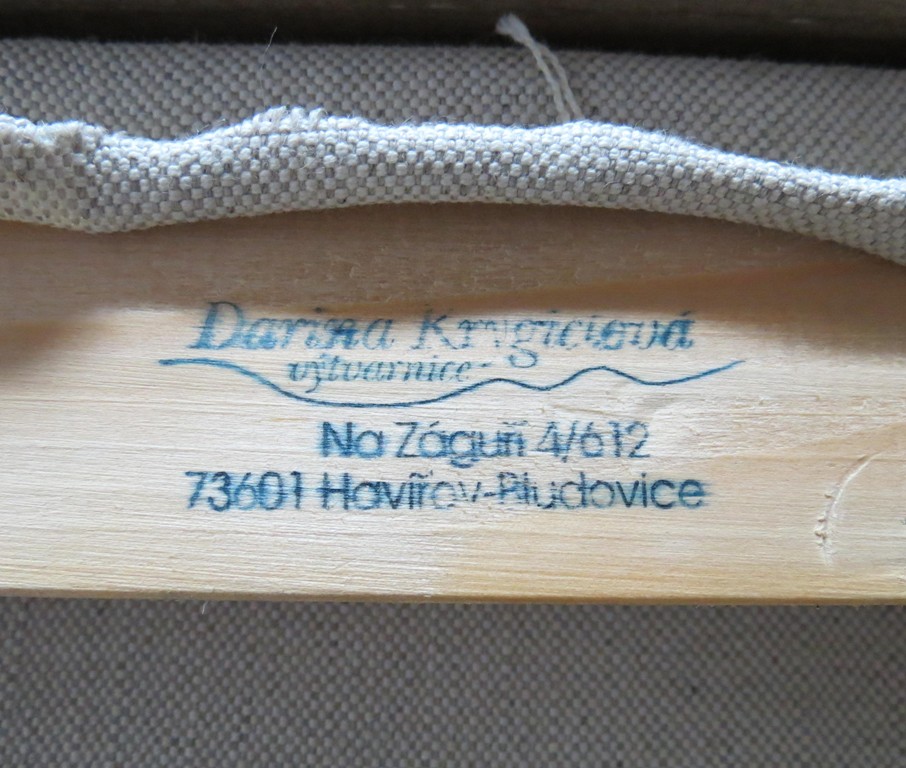 Darina Krygielová
výtvarnice
Na Záguří 4/612
73601 Havířov-Bludovice